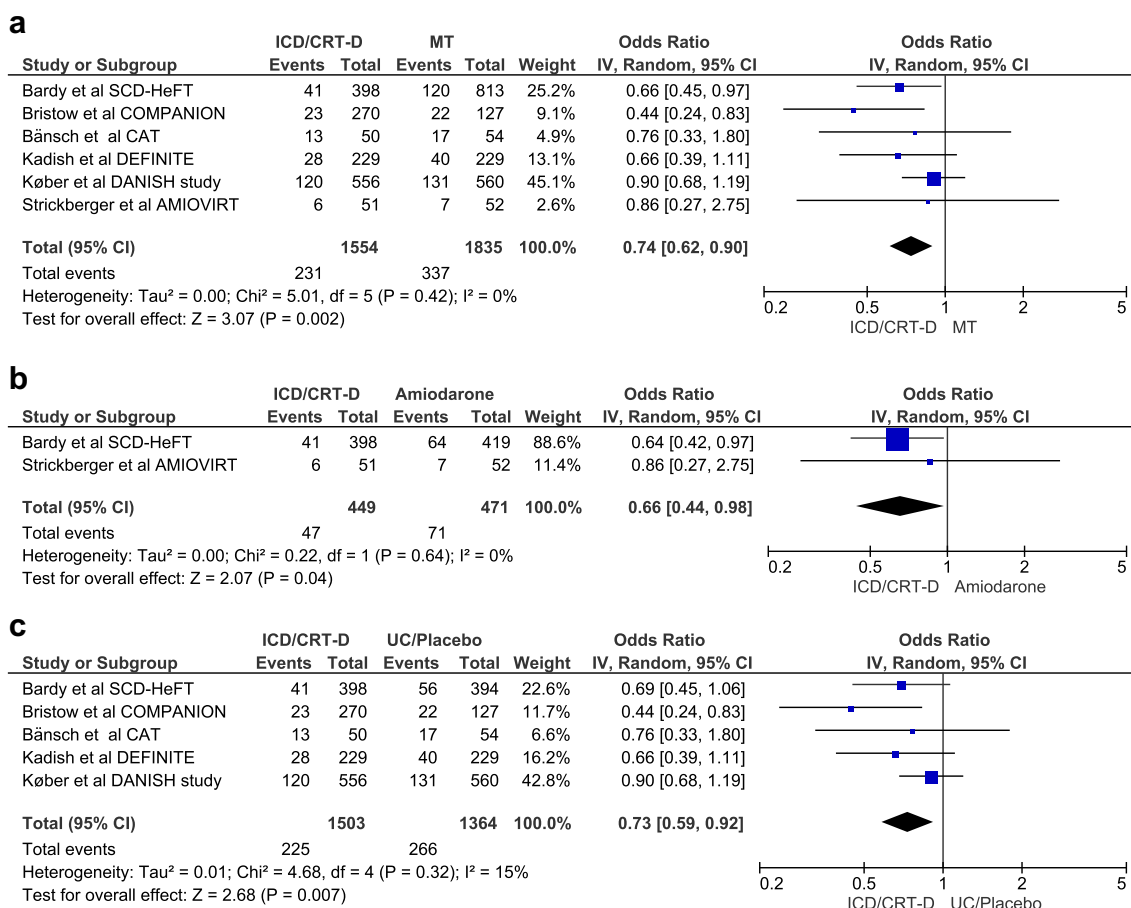 a
ICD/CRT-D MT Odds Ratio Odds Ratio
Study or Subgroup Events Total Events Total Weight IV, Random, 95% CI IV, Random, 95% CI
Bardy et al SCD-HeFT 41 398 120 813 25.2% 0.66 [0.45, 0.97]
Bristow et al COMPANION 23 270 22 127 9.1% 0.44 [0.24, 0.83]
Bänsch et al CAT 13 50 17 54 4.9% 0.76 [0.33, 1.80]
Kadish et al DEFINITE 28 229 40 229 13.1% 0.66 [0.39, 1.11]
Køber et al DANISH study 120 556 131 560 45.1% 0.90 [0.68, 1.19]
Strickberger et al AMIOVIRT 6 51 7 52 2.6% 0.86 [0.27, 2.75]
Total (95% CI) 1554 1835 100.0% 0.74 [0.62, 0.90]
Total events 231 337
Heterogeneity: Tau² = 0.00; Chi² = 5.01, df = 5 (P = 0.42); I² = 0%
Test for overall effect: Z = 3.07 (P = 0.002)
0.2 0.5 1 2 5
ICD/CRT-D MT
b
ICD/CRT-D Amiodarone Odds Ratio Odds Ratio
Study or Subgroup Events Total Events Total Weight IV, Random, 95% CI IV, Random, 95% CI
Bardy et al SCD-HeFT 41 398 64 419 88.6% 0.64 [0.42, 0.97]
Strickberger et al AMIOVIRT 6 51 7 52 11.4% 0.86 [0.27, 2.75]
Total (95% CI) 449 471 100.0% 0.66 [0.44, 0.98]
Total events 47 71
Heterogeneity: Tau² = 0.00; Chi² = 0.22, df = 1 (P = 0.64); I² = 0%
Test for overall effect: Z = 2.07 (P = 0.04)
0.2 0.5 1 2 5
ICD/CRT-D Amiodarone
c
ICD/CRT-D UC/Placebo Odds Ratio Odds Ratio
Study or Subgroup Events Total Events Total Weight IV, Random, 95% CI IV, Random, 95% CI
Bardy et al SCD-HeFT 41 398 56 394 22.6% 0.69 [0.45, 1.06]
Bristow et al COMPANION 23 270 22 127 11.7% 0.44 [0.24, 0.83]
Bänsch et al CAT 13 50 17 54 6.6% 0.76 [0.33, 1.80]
Kadish et al DEFINITE 28 229 40 229 16.2% 0.66 [0.39, 1.11]
Køber et al DANISH study 120 556 131 560 42.8% 0.90 [0.68, 1.19]
Total (95% CI) 1503 1364 100.0% 0.73 [0.59, 0.92]
Total events 225 266
Heterogeneity: Tau² = 0.01; Chi² = 4.68, df = 4 (P = 0.32); I² = 15%
Test for overall effect: Z = 2.68 (P = 0.007)
0.2 0.5 1 2 5
ICD/CRT-D UC/Placebo